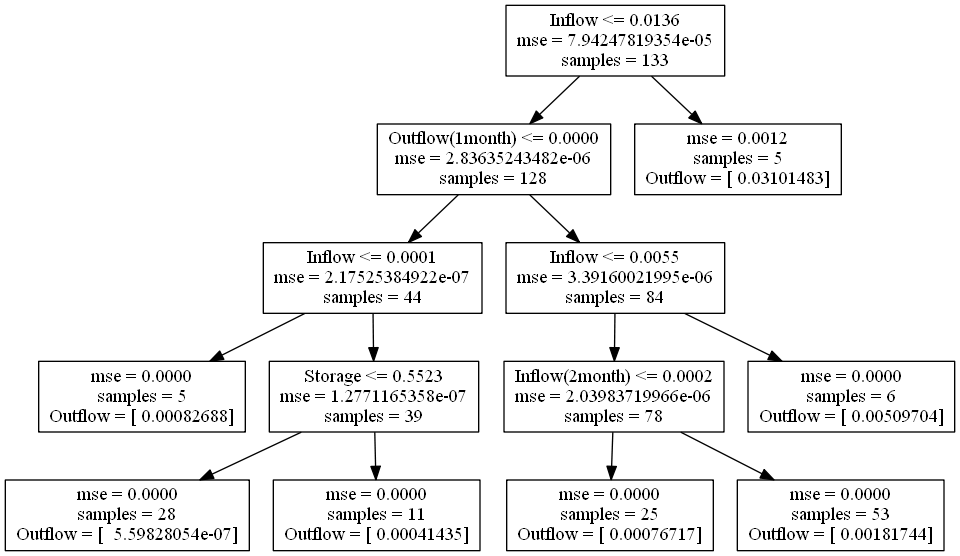 Inflow <= 0.0136
mse = 7.94247819354e-05
samples = 133
Outflow(1month) <= 0.0000
mse = 2.83635243482e-06
samples = 128
mse = 0.0012
samples = 5
Outflow = [ 0.03101483]
Inflow <= 0.0001
mse = 2.17525384922e-07
samples = 44
Inflow <= 0.0055
mse = 3.39160021995e-06
samples = 84
mse = 0.0000
samples = 5
Outflow = [ 0.00082688]
Storage <= 0.5523
mse = 1.2771165358e-07
samples = 39
Inflow(2month) <= 0.0002
mse = 2.03983719966e-06
samples = 78
mse = 0.0000
samples = 6
Outflow = [ 0.00509704]
mse = 0.0000
samples = 28
Outflow = [  5.59828054e-07]
mse = 0.0000
samples = 11
Outflow = [ 0.00041435]
mse = 0.0000
samples = 25
Outflow = [ 0.00076717]
mse = 0.0000
samples = 53
Outflow = [ 0.00181744]